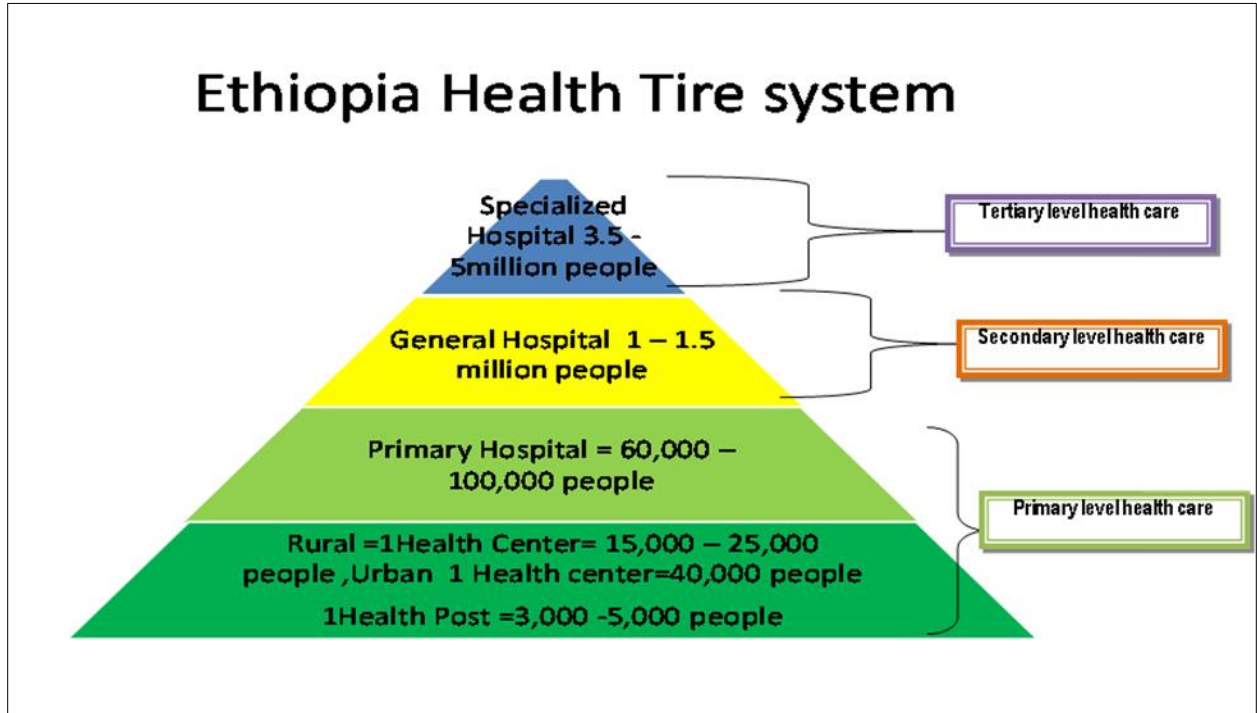 Ethiopia Health Tire system
Specialized
Hospital 3.5 -
5million people
Tertiary level health care
General Hospital 1 – 1.5
million people
Secondary level health care
Primary Hospital = 60,000 –
100,000 people
Primary level health care
Rural =1Health Center= 15,000 – 25,000
people ,Urban 1 Health center=40,000 people
1Health Post =3,000 -5,000 people